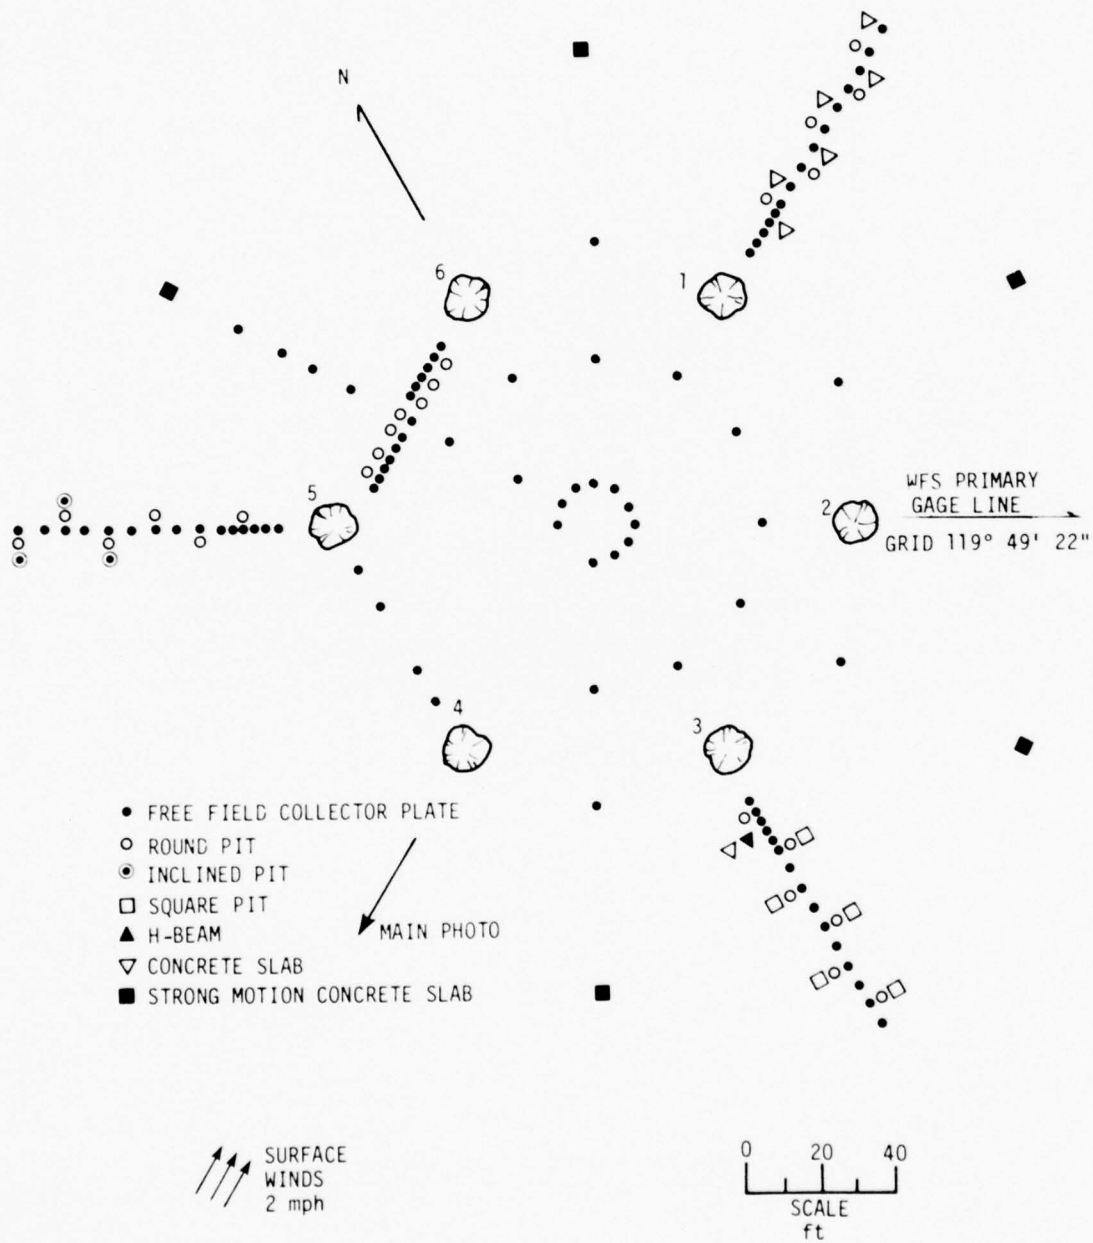 N
6
1
5
2
WFS PRIMARY
GAGE LINE
GRID 119° 49' 22"
4
3
FREE FIELD COLLECTOR PLATE
ROUND PIT
INCLINED PIT
SQUARE PIT
H-BEAM
CONCRETE SLAB
STRONG MOTION CONCRETE SLAB
MAIN PHOTO
SURFACE
WINDS
2 mph
0 20 40
SCALE
ft